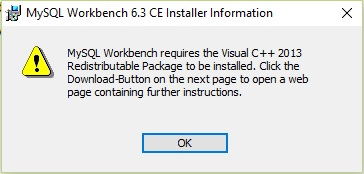 MySQL Workbench 6.3 CE Installer Information
MySQL Workbench requires the Visual C++ 2013
Redistributable Package to be installed. Click the
Download-Button on the next page to open a web
page containing further instructions.
OK